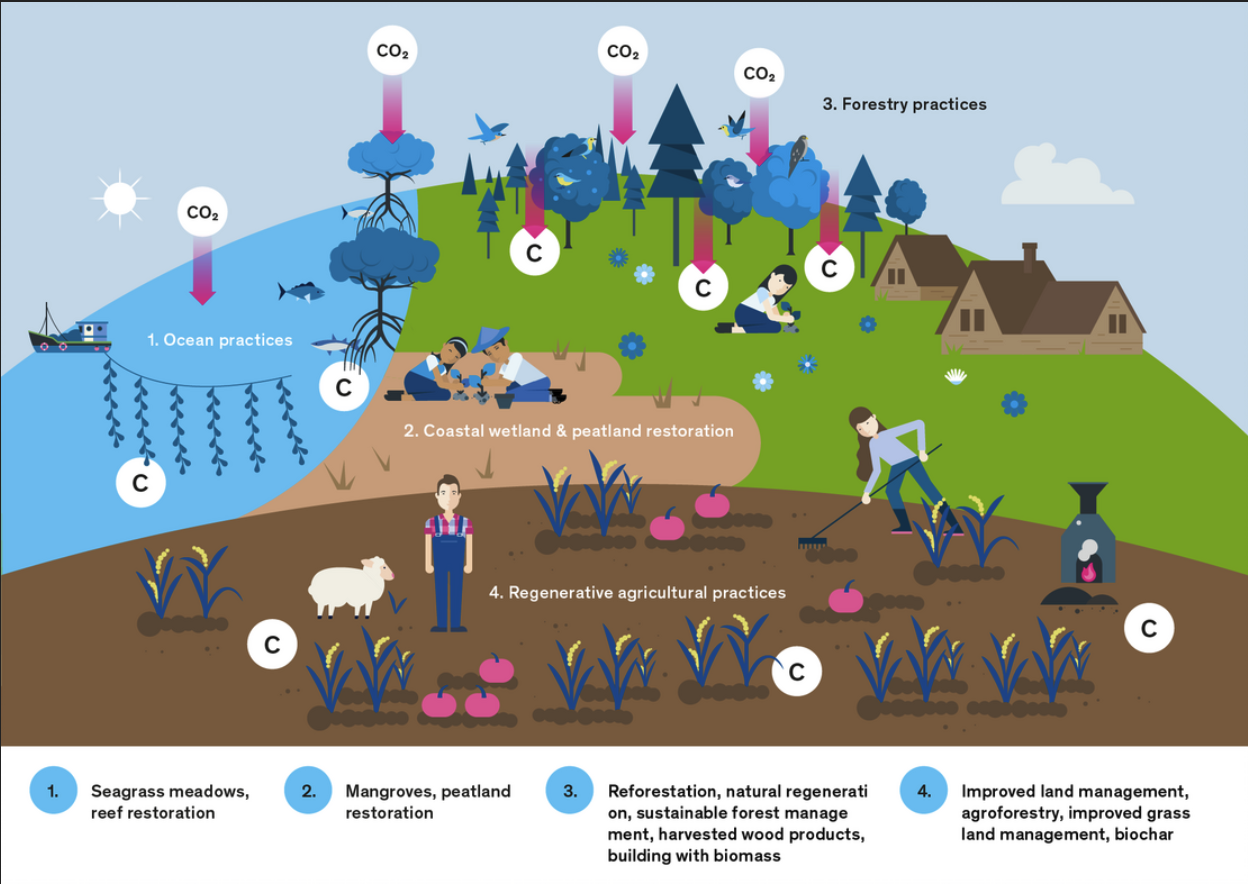 CO₂
CO₂
CO₂
3. Forestry practices
CO₂
C
C
C
1. Ocean practices
C
2. Coastal wetland & peatland restoration
C
4. Regenerative agricultural practices
C
C
C
1.
Seagrass meadows,
reef restoration
2.
Mangroves, peatland
restoration
3.
Reforestation, natural regenerati
on, sustainable forest manage
ment, harvested wood products,
building with biomass
4.
Improved land management,
agroforestry, improved grass
land management, biochar